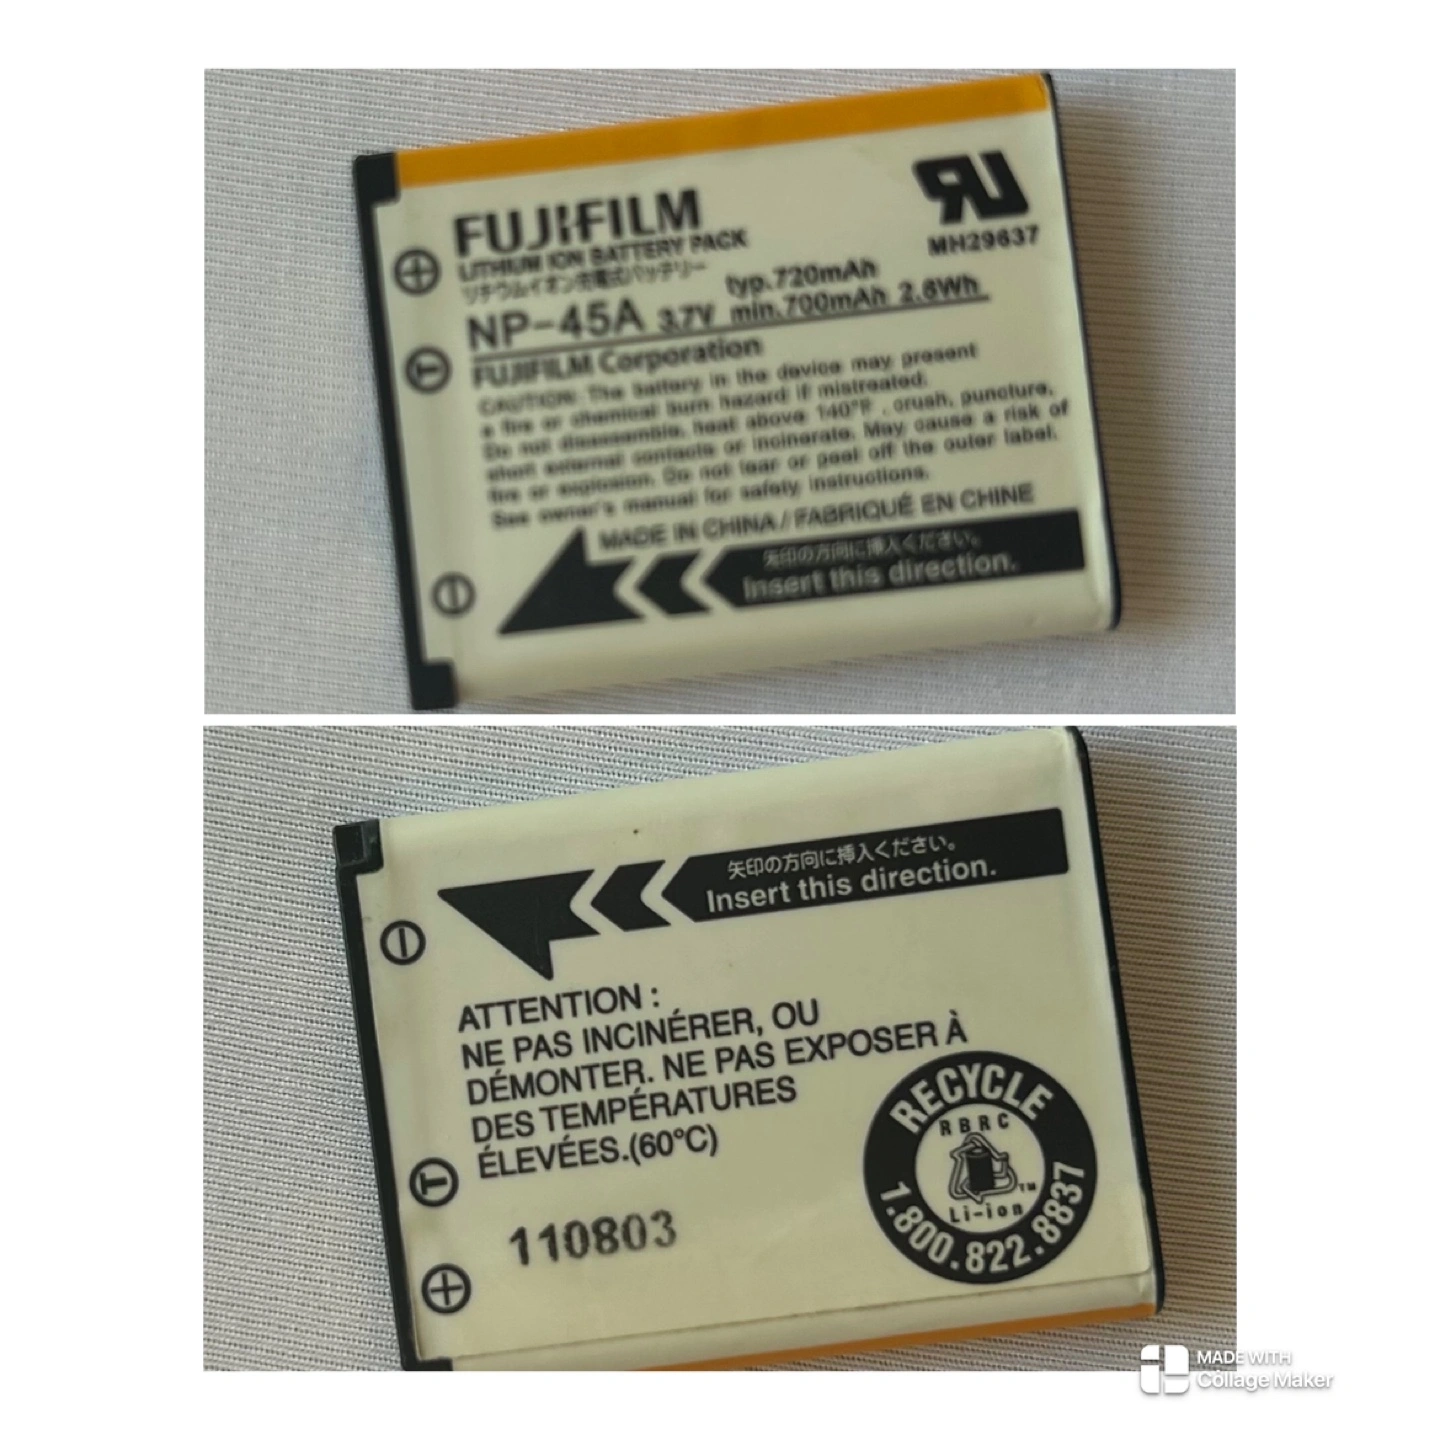 FUJIFILM
LITHIUM ION BATTERY PACK
リチウムイオン充電式バッテリー
NP-45A 3.7V typ.720mAh
min.700mAh 2.6Wh
MH29637
FUJIFILM Corporation
CAUTION: The battery in the device may present
a fire or chemical burn hazard if mistreated.
Do not disassemble, heat above 140°F, crush, puncture,
short external contacts or incinerate. May cause a risk of
fire or explosion. Do not tear or peel off the outer label.
See owner's manual for safety instructions.
MADE IN CHINA / FABRIQUÉ EN CHINE
矢印の方向に挿入ください。
Insert this direction.
矢印の方向に挿入ください。
Insert this direction.
ATTENTION :
NE PAS INCINÉRER, OU
DÉMONTER. NE PAS EXPOSER À
DES TEMPÉRATURES
ÉLEVÉES.(60°C)
110803
RECYCLE
RBRC
TM
Li-ion
1.800.822.8837
MADE WITH
Collage Maker